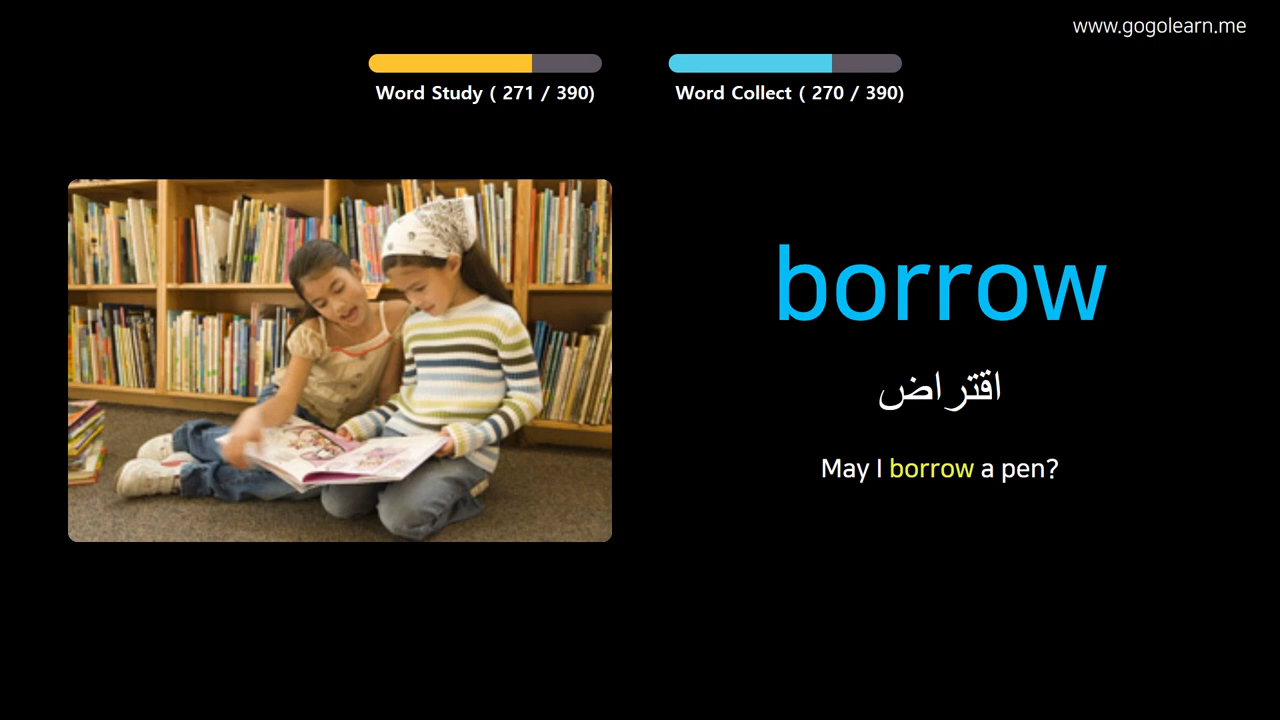 www.gogolearn.me
Word Study ( 271 / 390)
Word Collect ( 270 / 390)
borrow
اقتراض
May I borrow a pen?